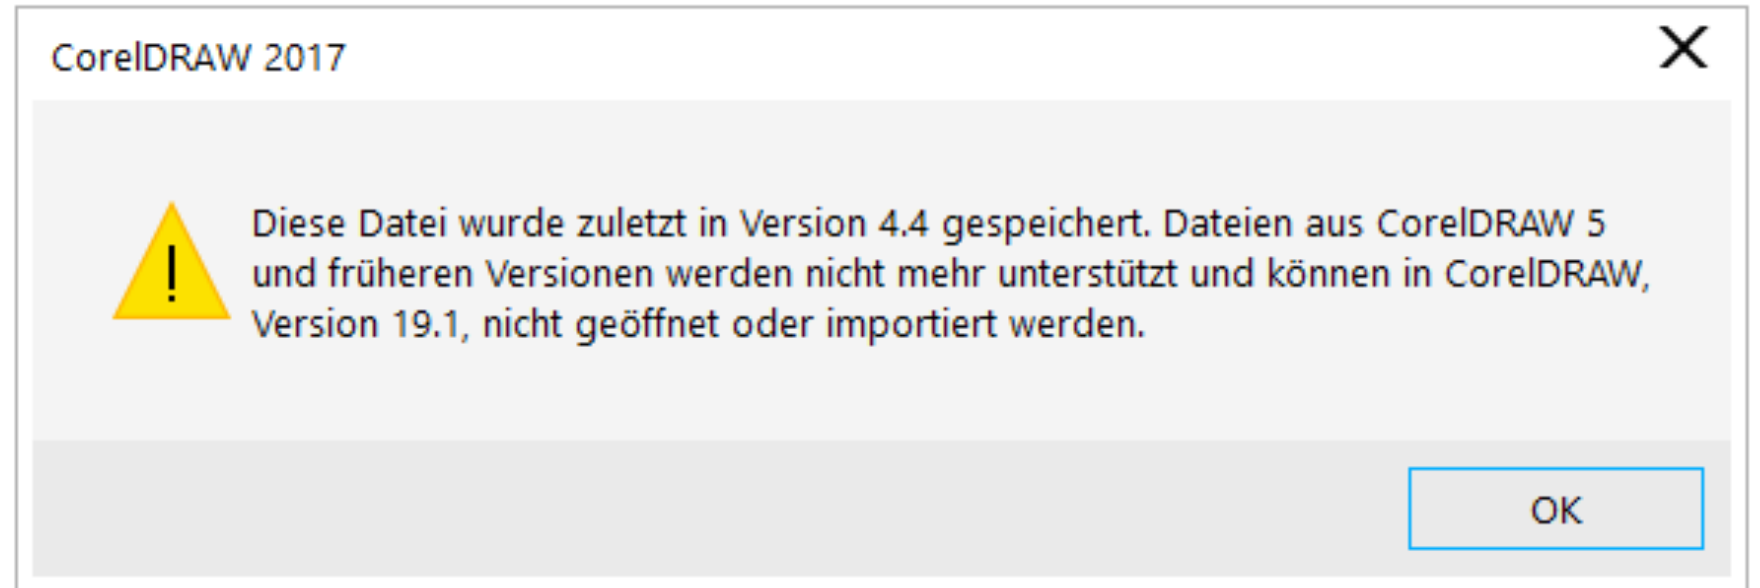 CorelDRAW 2017
Diese Datei wurde zuletzt in Version 4.4 gespeichert. Dateien aus CorelDRAW 5
und früheren Versionen werden nicht mehr unterstützt und können in CorelDRAW,
Version 19.1, nicht geöffnet oder importiert werden.
OK